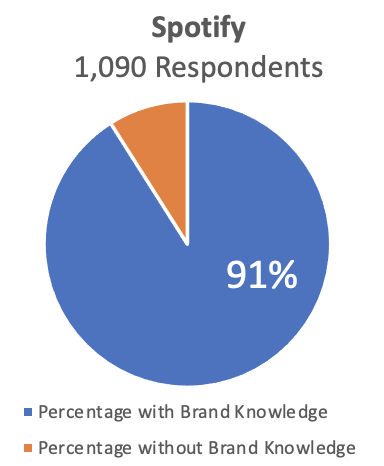 Spotify
1,090 Respondents
91%
Percentage with Brand Knowledge
Percentage without Brand Knowledge